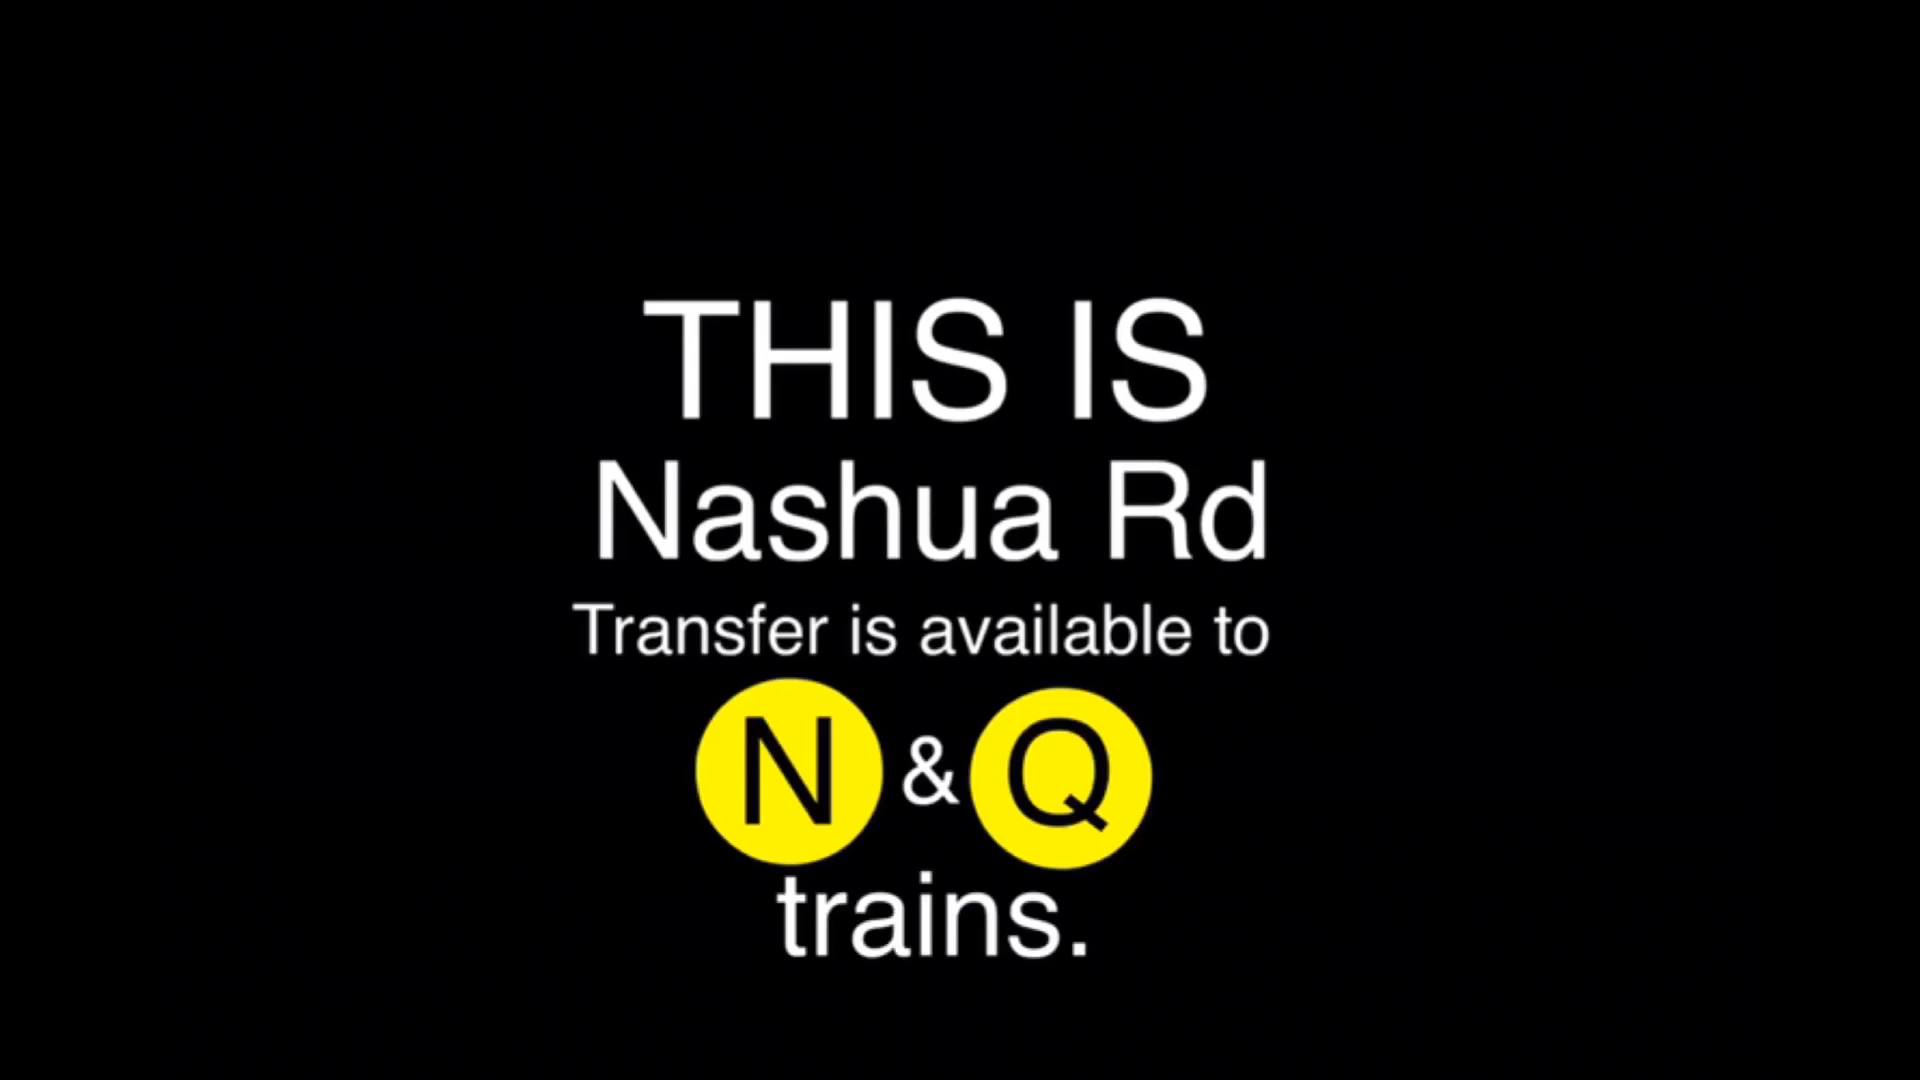 THIS IS
Nashua Rd
Transfer is available to
N & Q
trains.